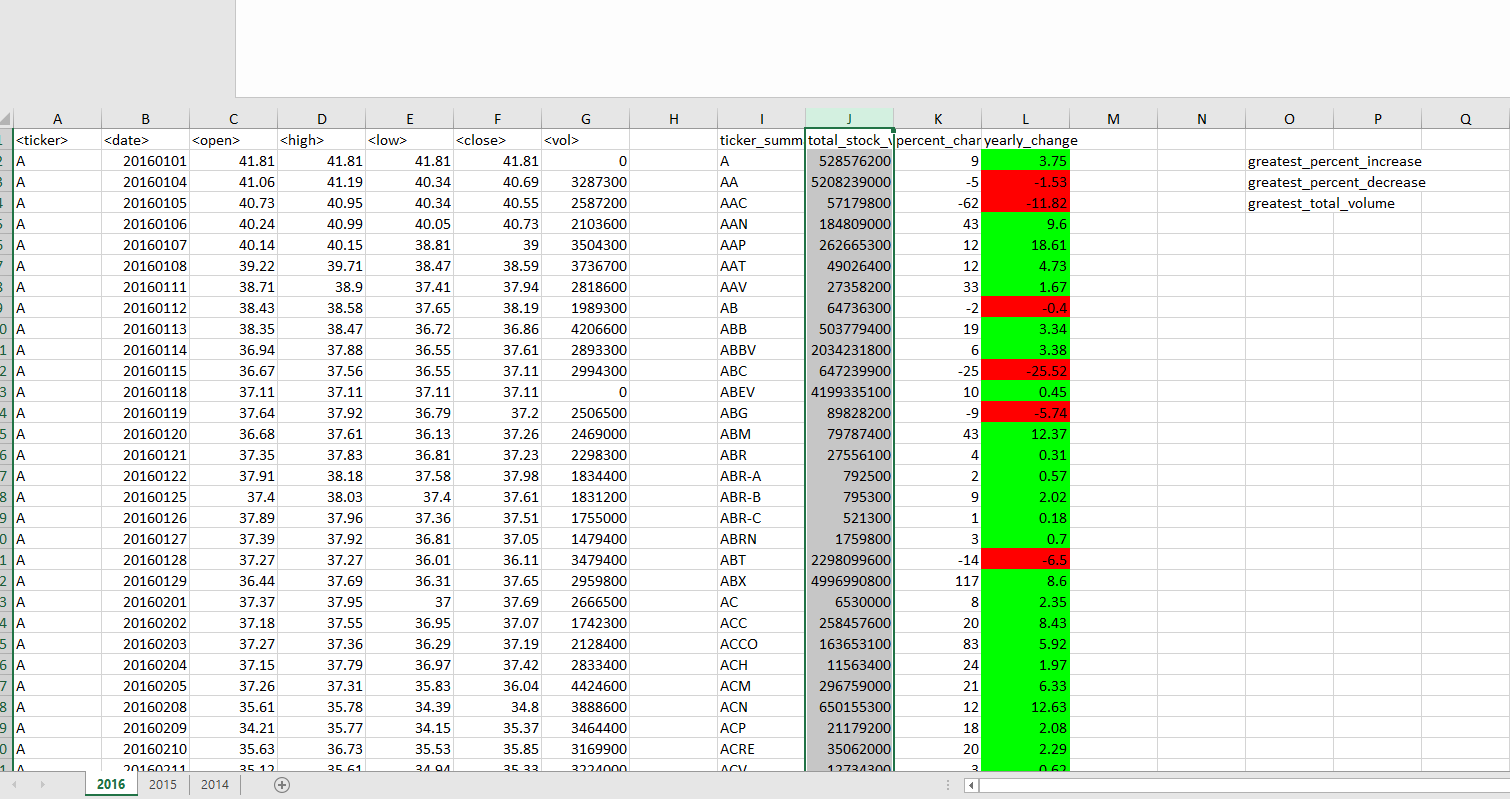 A B C D E F G H I J K L M N O P Q
<ticker> <date> <open> <high> <low> <close> <vol> ticker_summ total_stock_v percent_chan yearly_change
2 A 20160101 41.81 41.81 41.81 41.81 0 A 528576200 9 3.75 greatest_percent_increase
3 A 20160104 41.06 41.19 40.34 40.69 3287300 AA 5208239000 -5 -1.53 greatest_percent_decrease
4 A 20160105 40.73 40.95 40.34 40.55 2587200 AAC 57179800 -62 -11.82 greatest_total_volume
5 A 20160106 40.24 40.99 40.05 40.73 2103600 AAN 184809000 43 9.6
6 A 20160107 40.14 40.15 38.81 39 3504300 AAP 262665300 12 18.61
7 A 20160108 39.22 39.71 38.47 38.59 3736700 AAT 49026400 12 4.73
8 A 20160111 38.71 38.9 37.41 37.94 2818600 AAV 27358200 33 1.67
9 A 20160112 38.43 38.58 37.65 38.19 1989300 AB 64736300 -2 -0.4
0 A 20160113 38.35 38.47 36.72 36.86 4206600 ABB 503779400 19 3.34
1 A 20160114 36.94 37.88 36.55 37.61 2893300 ABBV 2034231800 6 3.38
2 A 20160115 36.67 37.56 36.55 37.11 2994300 ABC 647239900 -25 -25.52
3 A 20160118 37.11 37.11 37.11 37.11 0 ABEV 4199335100 10 0.45
4 A 20160119 37.64 37.92 36.79 37.2 2506500 ABG 89828200 -9 -5.74
5 A 20160120 36.68 37.61 36.13 37.26 2469000 ABM 79787400 43 12.37
6 A 20160121 37.35 37.83 36.81 37.23 2298300 ABR 27556100 4 0.31
7 A 20160122 37.91 38.18 37.58 37.98 1834400 ABR-A 792500 2 0.57
8 A 20160125 37.4 38.03 37.4 37.61 1831200 ABR-B 795300 9 2.02
9 A 20160126 37.89 37.96 37.36 37.51 1755000 ABR-C 521300 1 0.18
0 A 20160127 37.39 37.92 36.81 37.05 1479400 ABRN 1759800 3 0.7
1 A 20160128 37.27 37.27 36.01 36.11 3479400 ABT 2298099600 -14 -6.5
2 A 20160129 36.44 37.69 36.31 37.65 2959800 ABX 4996990800 117 8.6
3 A 20160201 37.37 37.95 37 37.69 2666500 AC 6530000 8 2.35
4 A 20160202 37.18 37.55 36.95 37.07 1742300 ACC 258457600 20 8.43
5 A 20160203 37.27 37.36 36.29 37.19 2128400 ACCO 163653100 83 5.92
6 A 20160204 37.15 37.79 36.97 37.42 2833400 ACH 11563400 24 1.97
7 A 20160205 37.26 37.31 35.83 36.04 4424600 ACM 296759000 21 6.33
8 A 20160208 35.61 35.78 34.39 34.8 3888600 ACN 650155300 12 12.63
9 A 20160209 34.21 35.77 34.15 35.37 3464400 ACP 21179200 18 2.08
0 A 20160210 35.63 36.73 35.53 35.85 3169900 ACRE 35062000 20 2.29
1 A 20160211 35.12 35.61 34.94 35.33 3224000 ACV 12734300 3 0.62
2016 2015 2014